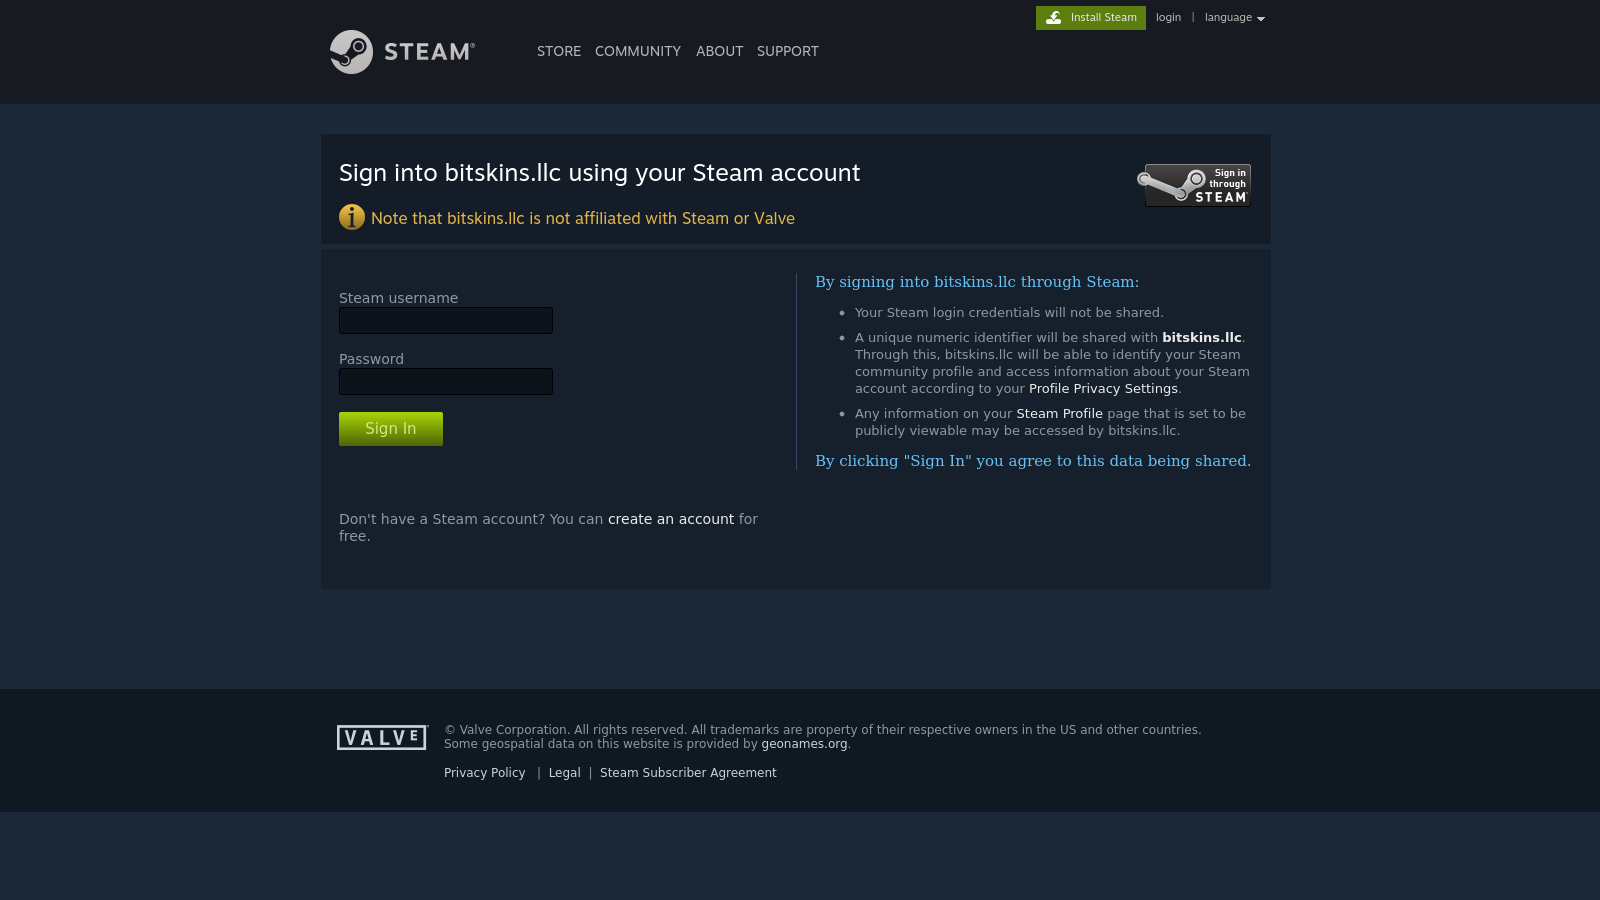 Install Steam
login | language
STEAM®
STORE COMMUNITY ABOUT SUPPORT
Sign into bitskins.llc using your Steam account
Note that bitskins.llc is not affiliated with Steam or Valve
Sign in
through
STEAM
Steam username
Password
Sign In
Don't have a Steam account? You can create an account for
free.
By signing into bitskins.llc through Steam:
• Your Steam login credentials will not be shared.
• A unique numeric identifier will be shared with bitskins.llc.
Through this, bitskins.llc will be able to identify your Steam
community profile and access information about your Steam
account according to your Profile Privacy Settings.
• Any information on your Steam Profile page that is set to be
publicly viewable may be accessed by bitskins.llc.
By clicking "Sign In" you agree to this data being shared.
VALVE
© Valve Corporation. All rights reserved. All trademarks are property of their respective owners in the US and other countries.
Some geospatial data on this website is provided by geonames.org.
Privacy Policy | Legal | Steam Subscriber Agreement